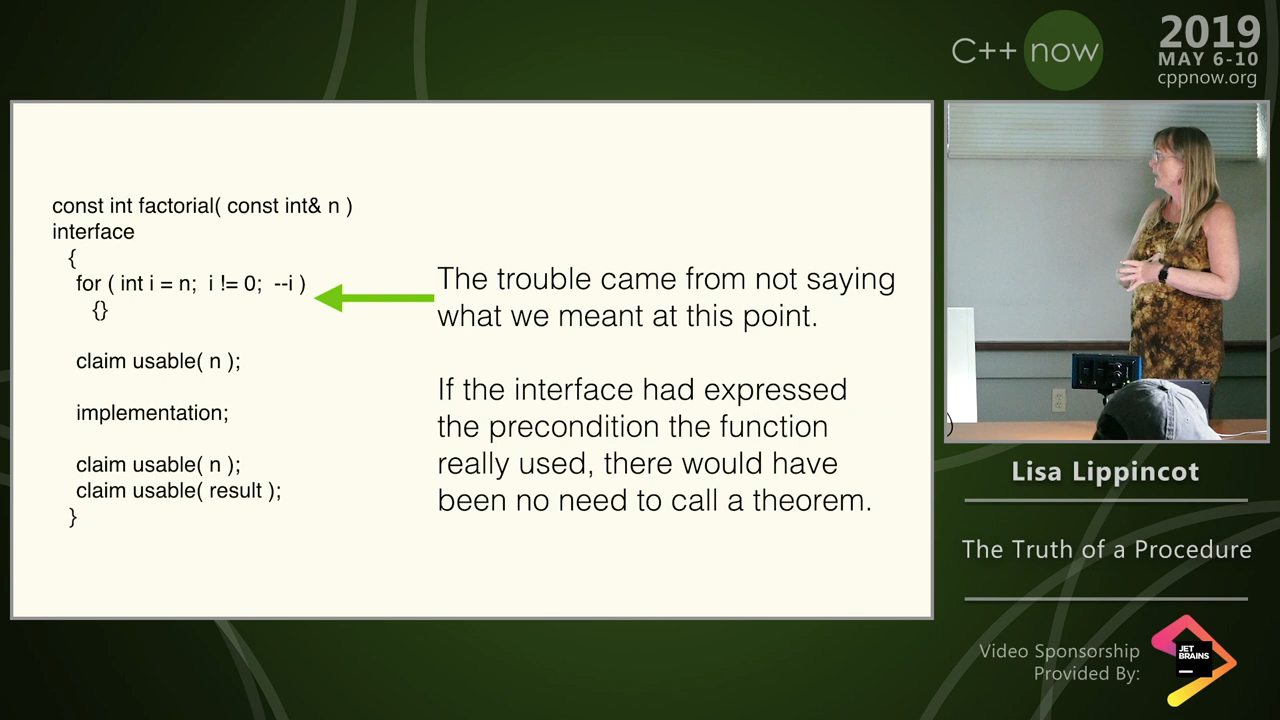 C++ now
2019
MAY 6-10
cppnow.org
const int factorial( const int& n )
interface
{
for ( int i = n; i != 0; --i )
{}
claim usable( n );
implementation;
claim usable( n );
claim usable( result );
}
The trouble came from not saying
what we meant at this point.
If the interface had expressed
the precondition the function
really used, there would have
been no need to call a theorem.
Lisa Lippincot
The Truth of a Procedure
Video Sponsorship
Provided By:
JET
BRAINS